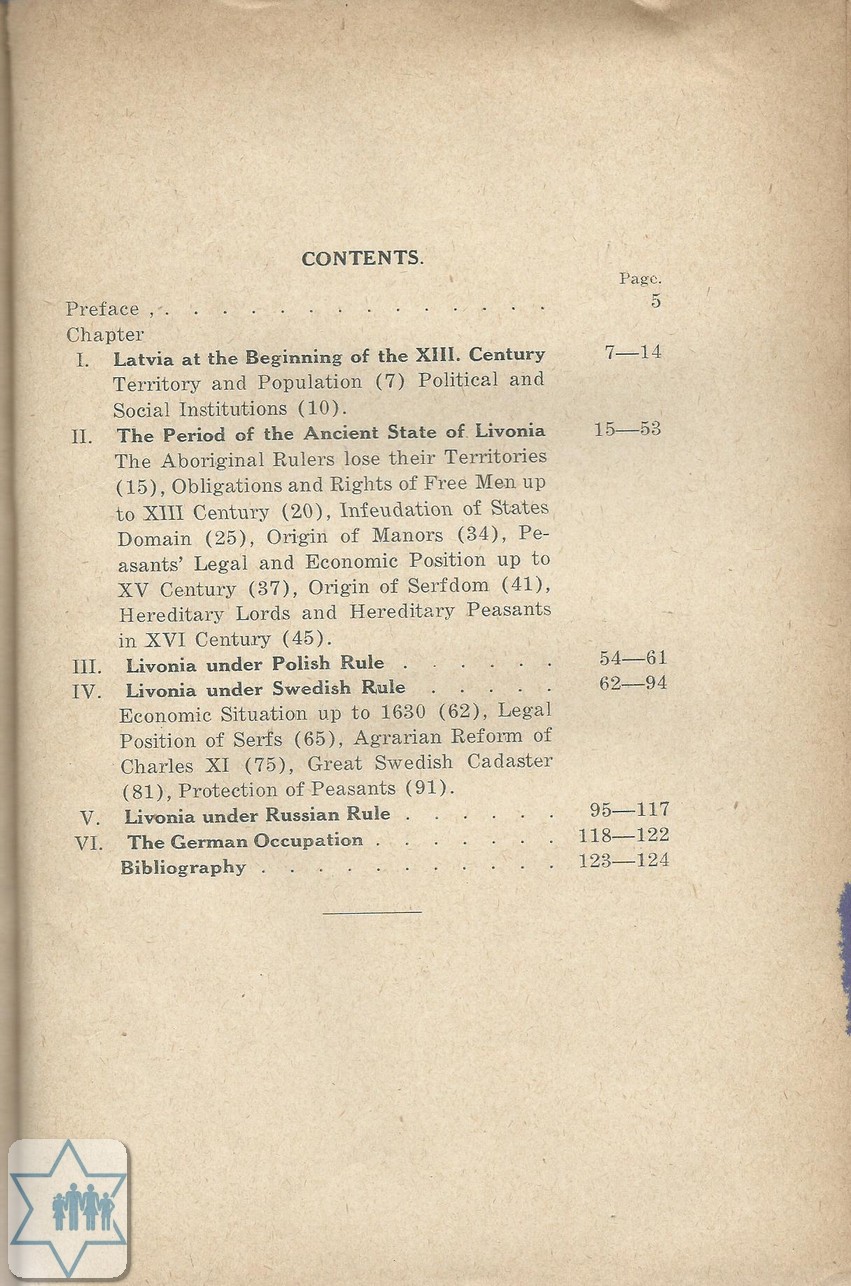 CONTENTS.
Page.
Preface , . . . . . . . . . . . . . . 5
Chapter
I. Latvia at the Beginning of the XIII. Century 7—14
Territory and Population (7) Political and
Social Institutions (10).
II. The Period of the Ancient State of Livonia 15—53
The Aboriginal Rulers lose their Territories
(15), Obligations and Rights of Free Men up
to XIII Century (20), Infeudation of States
Domain (25), Origin of Manors (34), Pe-
asants' Legal and Economic Position up to
XV Century (37), Origin of Serfdom (41),
Hereditary Lords and Hereditary Peasants
in XVI Century (45).
III. Livonia under Polish Rule . . . . . . 54—61
IV. Livonia under Swedish Rule . . . . . 62—94
Economic Situation up to 1630 (62), Legal
Position of Serfs (65), Agrarian Reform of
Charles XI (75), Great Swedish Cadaster
(81), Protection of Peasants (91).
V. Livonia under Russian Rule . . . . . . 95—117
VI. The German Occupation . . . . . . . 118—122
Bibliography . . . . . . . . . . . 123—124